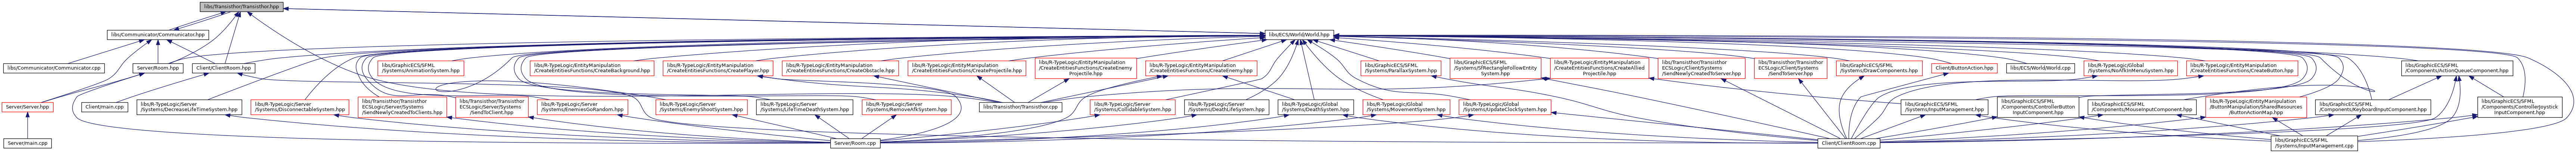 libs/Transisthor/Transisthor.hpp
libs/Communicator/Communicator.hpp
libs/ECS/World/World.hpp
libs/Communicator/Communicator.cpp
Server/Room.hpp
Client/ClientRoom.hpp
libs/GraphicECS/SFML
/Systems/AnimationSystem.hpp
libs/R-TypeLogic/EntityManipulation
/CreateEntitiesFunctions/CreateBackground.hpp
libs/R-TypeLogic/EntityManipulation
/CreateEntitiesFunctions/CreatePlayer.hpp
libs/R-TypeLogic/EntityManipulation
/CreateEntitiesFunctions/CreateObstacle.hpp
libs/R-TypeLogic/EntityManipulation
/CreateEntitiesFunctions/CreateProjectile.hpp
libs/R-TypeLogic/EntityManipulation
/CreateEntitiesFunctions/CreateEnemy
Projectile.hpp
libs/R-TypeLogic/EntityManipulation
/CreateEntitiesFunctions/CreateEnemy.hpp
libs/GraphicECS/SFML
/Systems/ParallaxSystem.hpp
libs/GraphicECS/SFML
/Systems/SFRectangleFollowEntity
System.hpp
libs/R-TypeLogic/EntityManipulation
/CreateEntitiesFunctions/CreateAllied
Projectile.hpp
libs/Transisthor/Transisthor
ECSLogic/Client/Systems
/SendNewlyCreatedToServer.hpp
libs/Transisthor/Transisthor
ECSLogic/Client/Systems
/SendToServer.hpp
libs/GraphicECS/SFML
/Systems/DrawComponents.hpp
Client/ButtonAction.hpp
libs/ECS/World/World.cpp
libs/R-TypeLogic/Global
/Systems/NoAfkInMenuSystem.hpp
libs/R-TypeLogic/EntityManipulation
/CreateEntitiesFunctions/CreateButton.hpp
libs/GraphicECS/SFML
/Components/ActionQueueComponent.hpp
Server/Server.hpp
Client/main.cpp
libs/R-TypeLogic/Server
/Systems/DecreaseLifeTimeSystem.hpp
libs/R-TypeLogic/Server
/Systems/DisconnectableSystem.hpp
libs/Transisthor/Transisthor
ECSLogic/Server/Systems
/SendNewlyCreatedToClients.hpp
libs/Transisthor/Transisthor
ECSLogic/Server/Systems
/SendToClient.hpp
libs/R-TypeLogic/Server
/Systems/EnemiesGoRandom.hpp
libs/R-TypeLogic/Server
/Systems/EnemyShootSystem.hpp
libs/R-TypeLogic/Server
/Systems/LifeTimeDeathSystem.hpp
libs/R-TypeLogic/Server
/Systems/RemoveAfkSystem.hpp
libs/Transisthor/Transisthor.cpp
libs/R-TypeLogic/Server
/Systems/CollidableSystem.hpp
libs/R-TypeLogic/Server
/Systems/DeathLifeSystem.hpp
libs/R-TypeLogic/Global
/Systems/DeathSystem.hpp
libs/R-TypeLogic/Global
/Systems/MovementSystem.hpp
libs/R-TypeLogic/Global
/Systems/UpdateClockSystem.hpp
libs/GraphicECS/SFML
/Systems/InputManagement.hpp
libs/GraphicECS/SFML
/Components/ControllerButton
InputComponent.hpp
libs/GraphicECS/SFML
/Components/MouseInputComponent.hpp
libs/R-TypeLogic/EntityManipulation
/ButtonManipulation/SharedResources
/ButtonActionMap.hpp
libs/GraphicECS/SFML
/Components/KeyboardInputComponent.hpp
libs/GraphicECS/SFML
/Components/ControllerJoystick
InputComponent.hpp
Server/main.cpp
Server/Room.cpp
Client/ClientRoom.cpp
libs/GraphicECS/SFML
/Systems/InputManagement.cpp